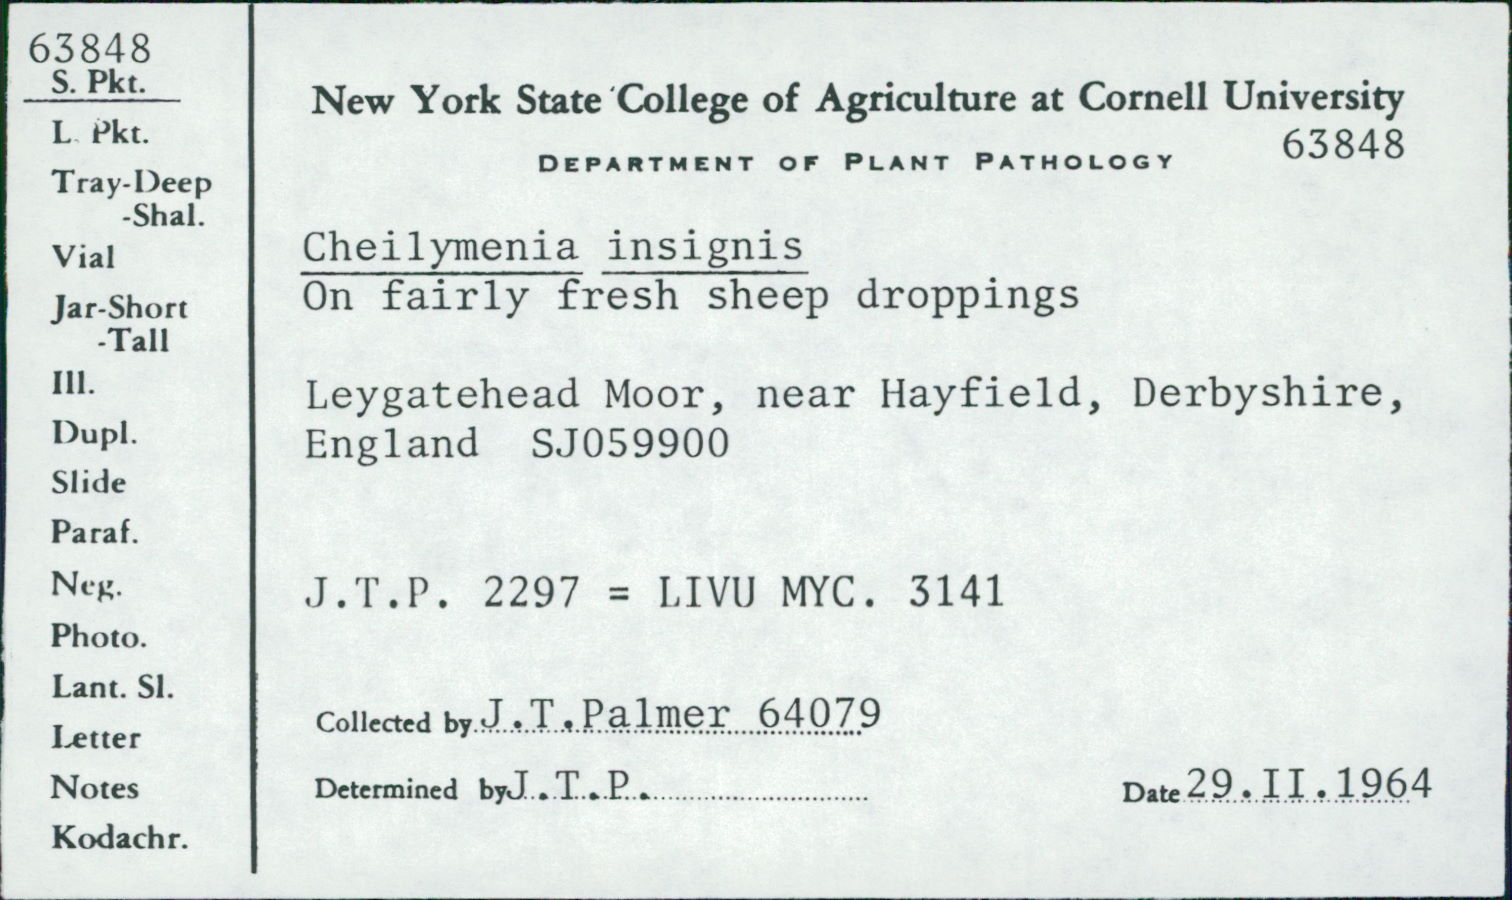 63848
S. Pkt.
L. Pkt.
Tray-Deep
-Shal.
Vial
Jar-Short
-Tall
Ill.
Dupl.
Slide
Paraf.
Neg.
Photo.
Lant. Sl.
Letter
Notes
Kodachr.
New York State College of Agriculture at Cornell University
DEPARTMENT OF PLANT PATHOLOGY 63848
Cheilymenia insignis
On fairly fresh sheep droppings
Leygatehead Moor, near Hayfield, Derbyshire,
England SJ059900
J.T.P. 2297 = LIVU MYC. 3141
Collected by J.T.Palmer 64079
Determined by J.T.P. Date 29.II.1964